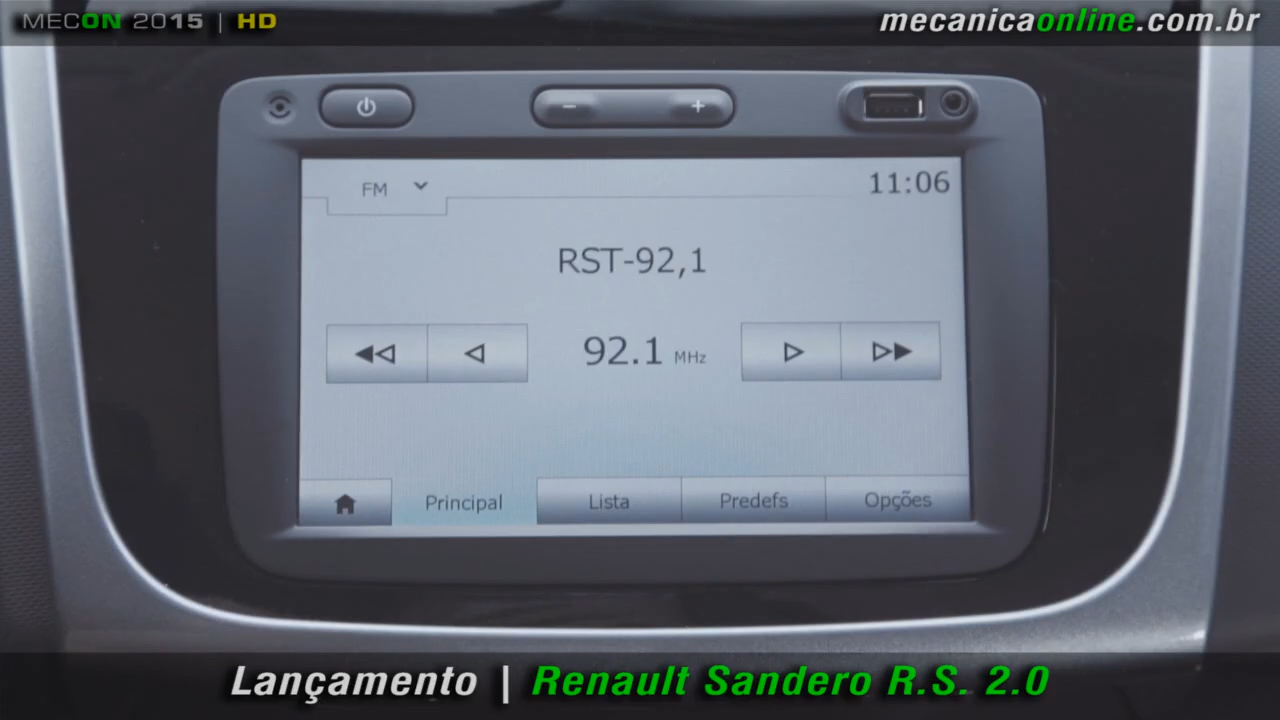 MECON 2015 | HD
mecanicaonline.com.br
FM
11:06
RST-92,1
92.1 MHz
Principal
Lista
Predefs
Opções
Lançamento | Renault Sandero R.S. 2.0